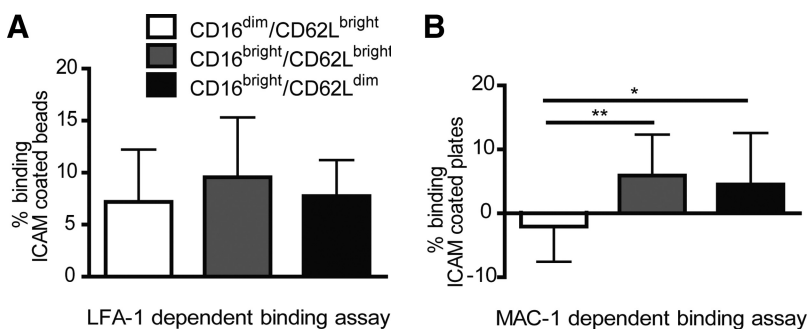 A
CD16dim/CD62Lbright
CD16bright/CD62Lbright
CD16bright/CD62Ldim
20
15
10
5
0
% binding
ICAM coated beads
LFA-1 dependent binding assay
B
20
10
0
-10
% binding
ICAM coated plates
*
**
MAC-1 dependent binding assay